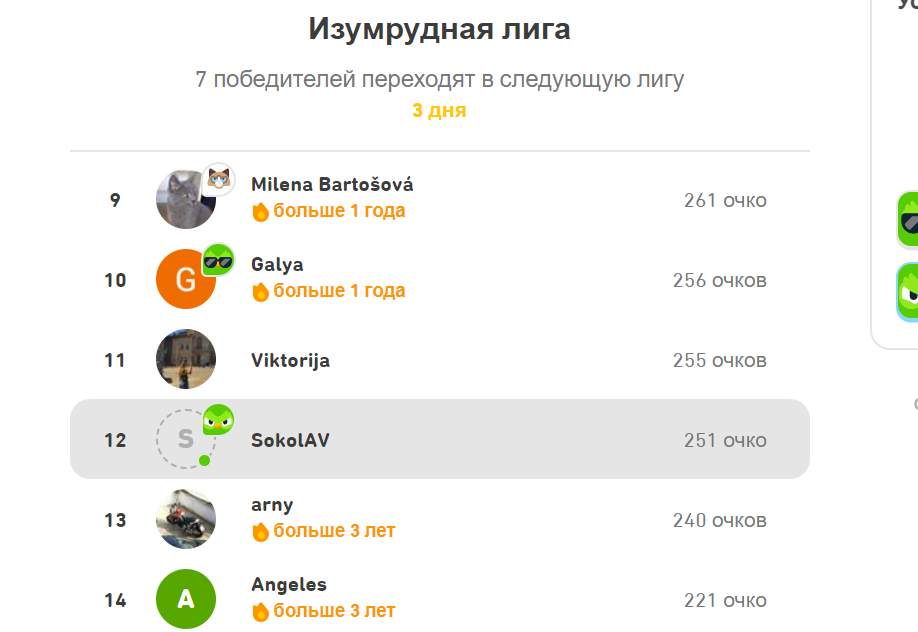 Изумрудная лига
7 победителей переходят в следующую лигу
3 дня
9 Milena Bartošová 261 очко
больше 1 года
10 G Galya 256 очков
больше 1 года
11 Viktorija 255 очков
12 S SokolAV 251 очко
13 arny 240 очков
больше 3 лет
14 A Angeles 221 очко
больше 3 лет